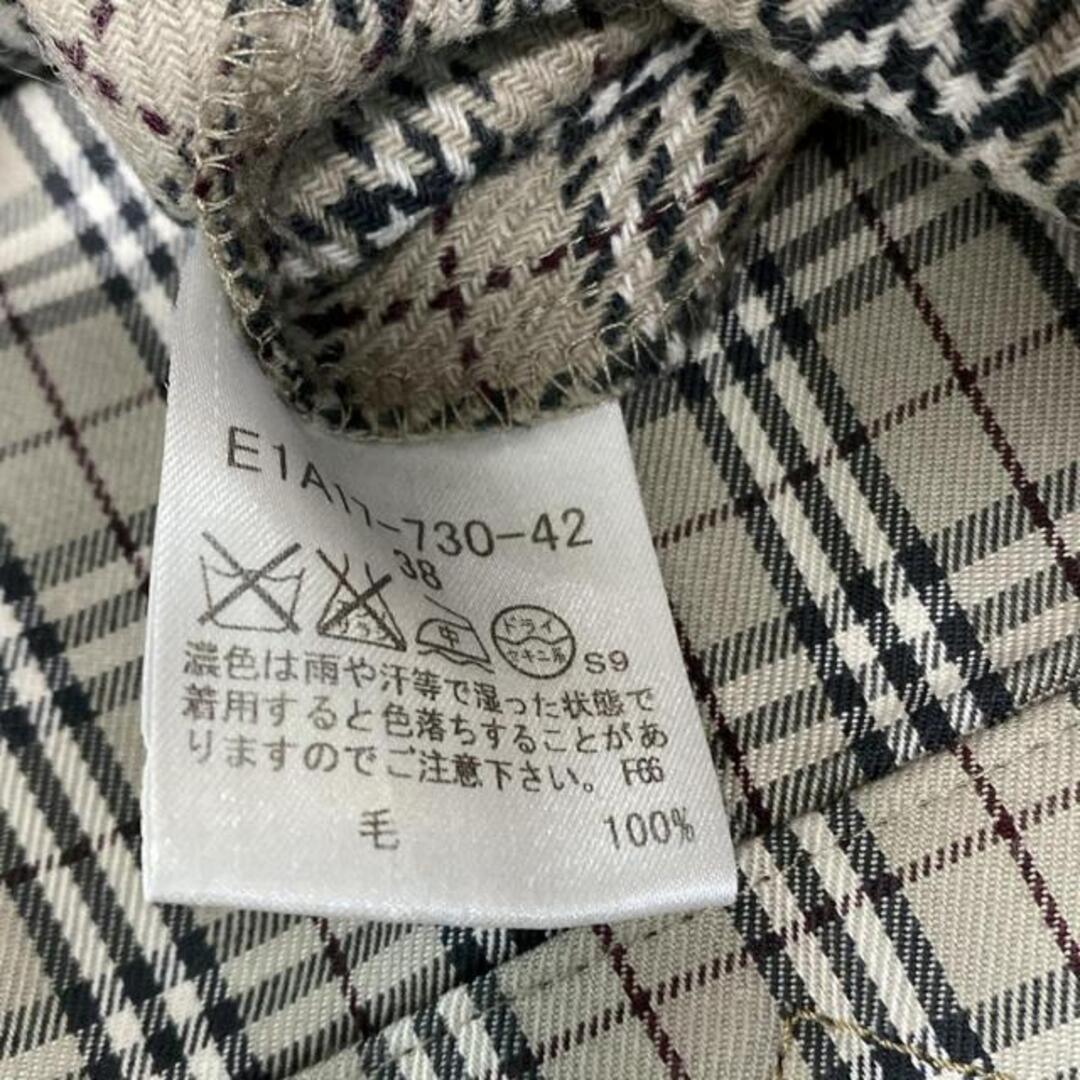 E1A11-730-42
38
中
ドライ
セキユ系
S9
濃色は雨や汗等で湿った状態で
着用すると色落ちすることがあ
りますのでご注意下さい。 F66
毛 100%